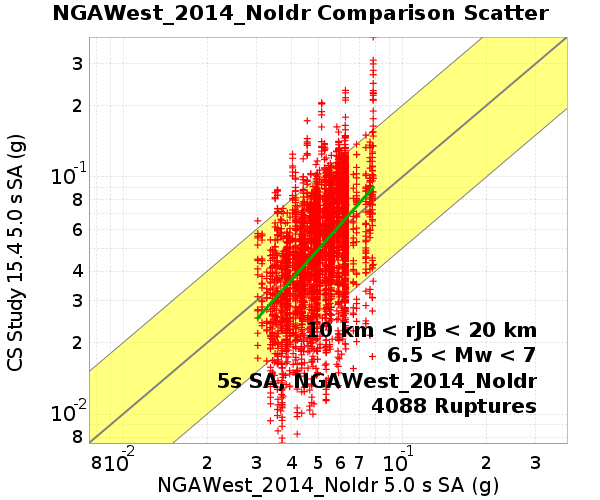 NGAWest_2014_NoIdr Comparison Scatter
CS Study 15.4 5.0 s SA (g)
3
2
10-1
8
6
4
3
2
10-2
8
10 km < rJB < 20 km
6.5 < Mw < 7
5s SA, NGAWest_2014_NoIdr
4088 Ruptures
8 10-2 2 3 4 5 6 7 10-1 2 3
NGAWest_2014_NoIdr 5.0 s SA (g)